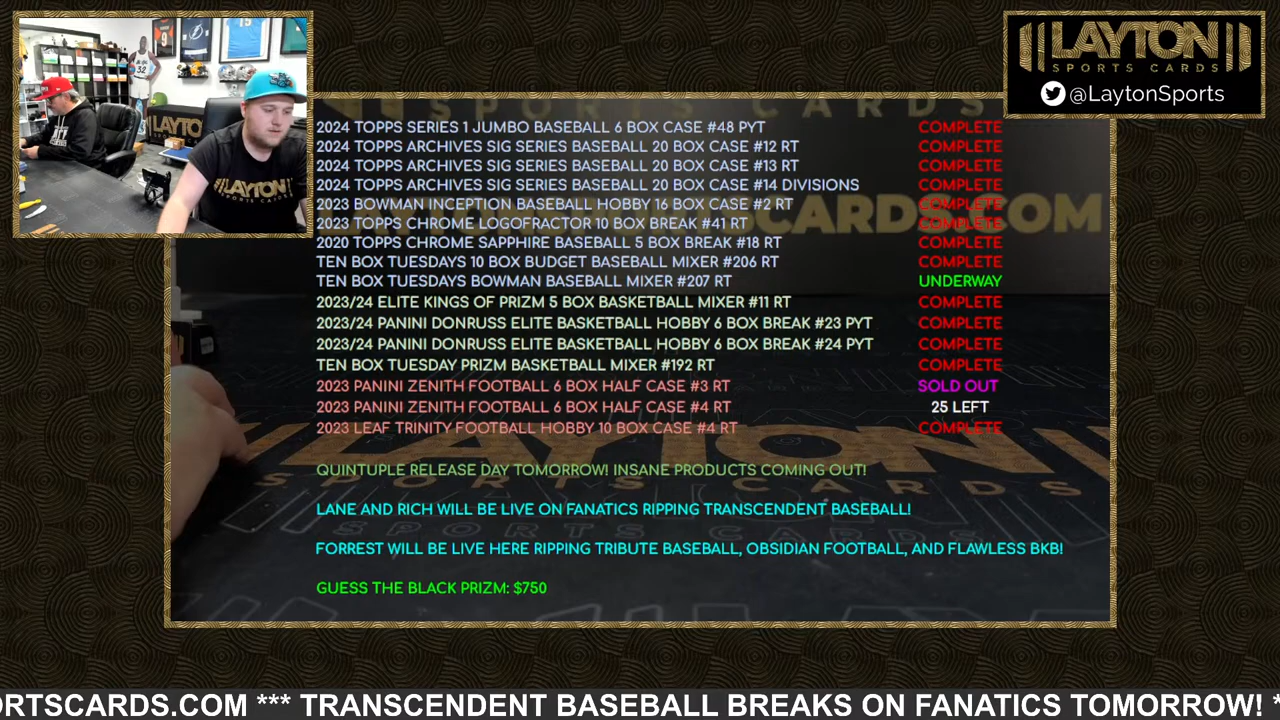 LAYTON
SPORTS CARDS
@LaytonSports
SPORTS CARDS
2024 TOPPS SERIES 1 JUMBO BASEBALL 6 BOX CASE #48 PYT COMPLETE
2024 TOPPS ARCHIVES SIG SERIES BASEBALL 20 BOX CASE #12 RT COMPLETE
2024 TOPPS ARCHIVES SIG SERIES BASEBALL 20 BOX CASE #13 RT COMPLETE
2024 TOPPS ARCHIVES SIG SERIES BASEBALL 20 BOX CASE #14 DIVISIONS COMPLETE
2023 BOWMAN INCEPTION BASEBALL HOBBY 16 BOX CASE #2 RT COMPLETE
CARDS.COM
2023 TOPPS CHROME LOGOFRACTOR 10 BOX BREAK #41 RT COMPLETE
2020 TOPPS CHROME SAPPHIRE BASEBALL 5 BOX BREAK #18 RT COMPLETE
TEN BOX TUESDAYS 10 BOX BUDGET BASEBALL MIXER #206 RT COMPLETE
TEN BOX TUESDAYS BOWMAN BASEBALL MIXER #207 RT UNDERWAY
2023/24 ELITE KINGS OF PRIZM 5 BOX BASKETBALL MIXER #11 RT COMPLETE
2023/24 PANINI DONRUSS ELITE BASKETBALL HOBBY 6 BOX BREAK #23 PYT COMPLETE
2023/24 PANINI DONRUSS ELITE BASKETBALL HOBBY 6 BOX BREAK #24 PYT COMPLETE
TEN BOX TUESDAY PRIZM BASKETBALL MIXER #192 RT COMPLETE
2023 PANINI ZENITH FOOTBALL 6 BOX HALF CASE #3 RT SOLD OUT
2023 PANINI ZENITH FOOTBALL 6 BOX HALF CASE #4 RT 25 LEFT
2023 LEAF TRINITY FOOTBALL HOBBY 10 BOX CASE #4 RT COMPLETE
LAYTON
SPORTS CARDS
QUINTUPLE RELEASE DAY TOMORROW! INSANE PRODUCTS COMING OUT!
LANE AND RICH WILL BE LIVE ON FANATICS RIPPING TRANSCENDENT BASEBALL!
SPORTS CARDS
FORREST WILL BE LIVE HERE RIPPING TRIBUTE BASEBALL, OBSIDIAN FOOTBALL, AND FLAWLESS BKB!
GUESS THE BLACK PRIZM: $750
ORTSCARDS.COM *** TRANSCENDENT BASEBALL BREAKS ON FANATICS TOMORROW! *